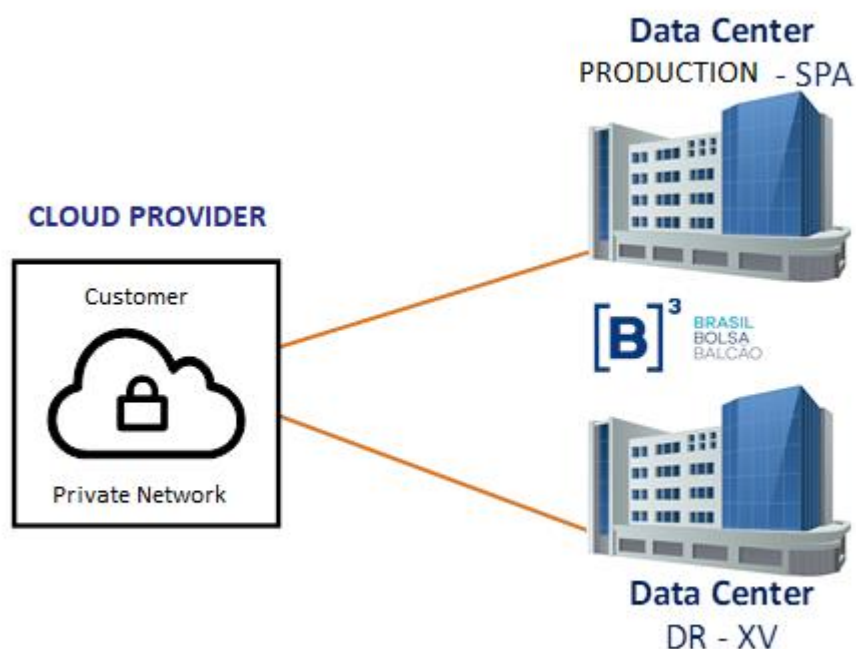 Data Center
PRODUCTION - SPA
CLOUD PROVIDER
Customer
Private Network
[B]³
BRASIL
BOLSA
BALCÃO
Data Center
DR - XV